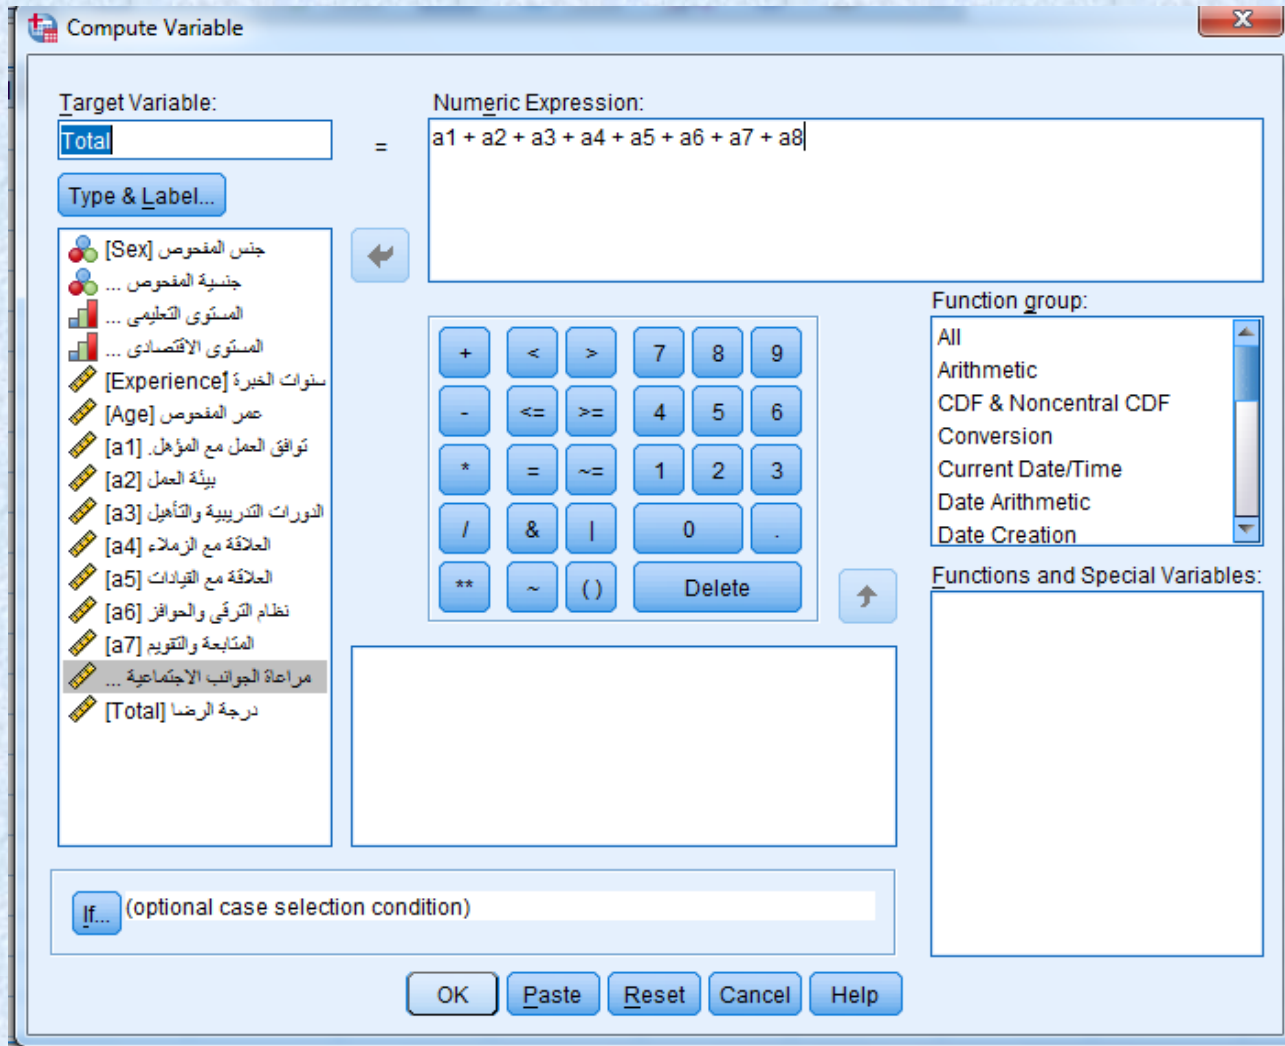 Compute Variable
Target Variable:
Numeric Expression:
Total
=
a1 + a2 + a3 + a4 + a5 + a6 + a7 + a8
Type & Label...
جنس المفحوص [Sex]
جنسية المفحوص ...
المستوى التعليمى ...
المستوى الاقتصادى ...
سنوات الخبرة [Experience]
عمر المفحوص [Age]
توافق العمل مع المؤهل. [a1]
بيئة العمل [a2]
الدورات التدريبية والتأهيل [a3]
العلاقة مع الزملاء [a4]
العلاقة مع القيادات [a5]
نظام الترقى والحوافز [a6]
المتابعة والتقويم [a7]
مراعاة الجوانب الاجتماعية ...
درجة الرضا [Total]
+ < > 7 8 9
- <= >= 4 5 6
* = ~= 1 2 3
/ & | 0 .
** ~ ( ) Delete
Function group:
All
Arithmetic
CDF & Noncentral CDF
Conversion
Current Date/Time
Date Arithmetic
Date Creation
Functions and Special Variables:
If... (optional case selection condition)
OK Paste Reset Cancel Help